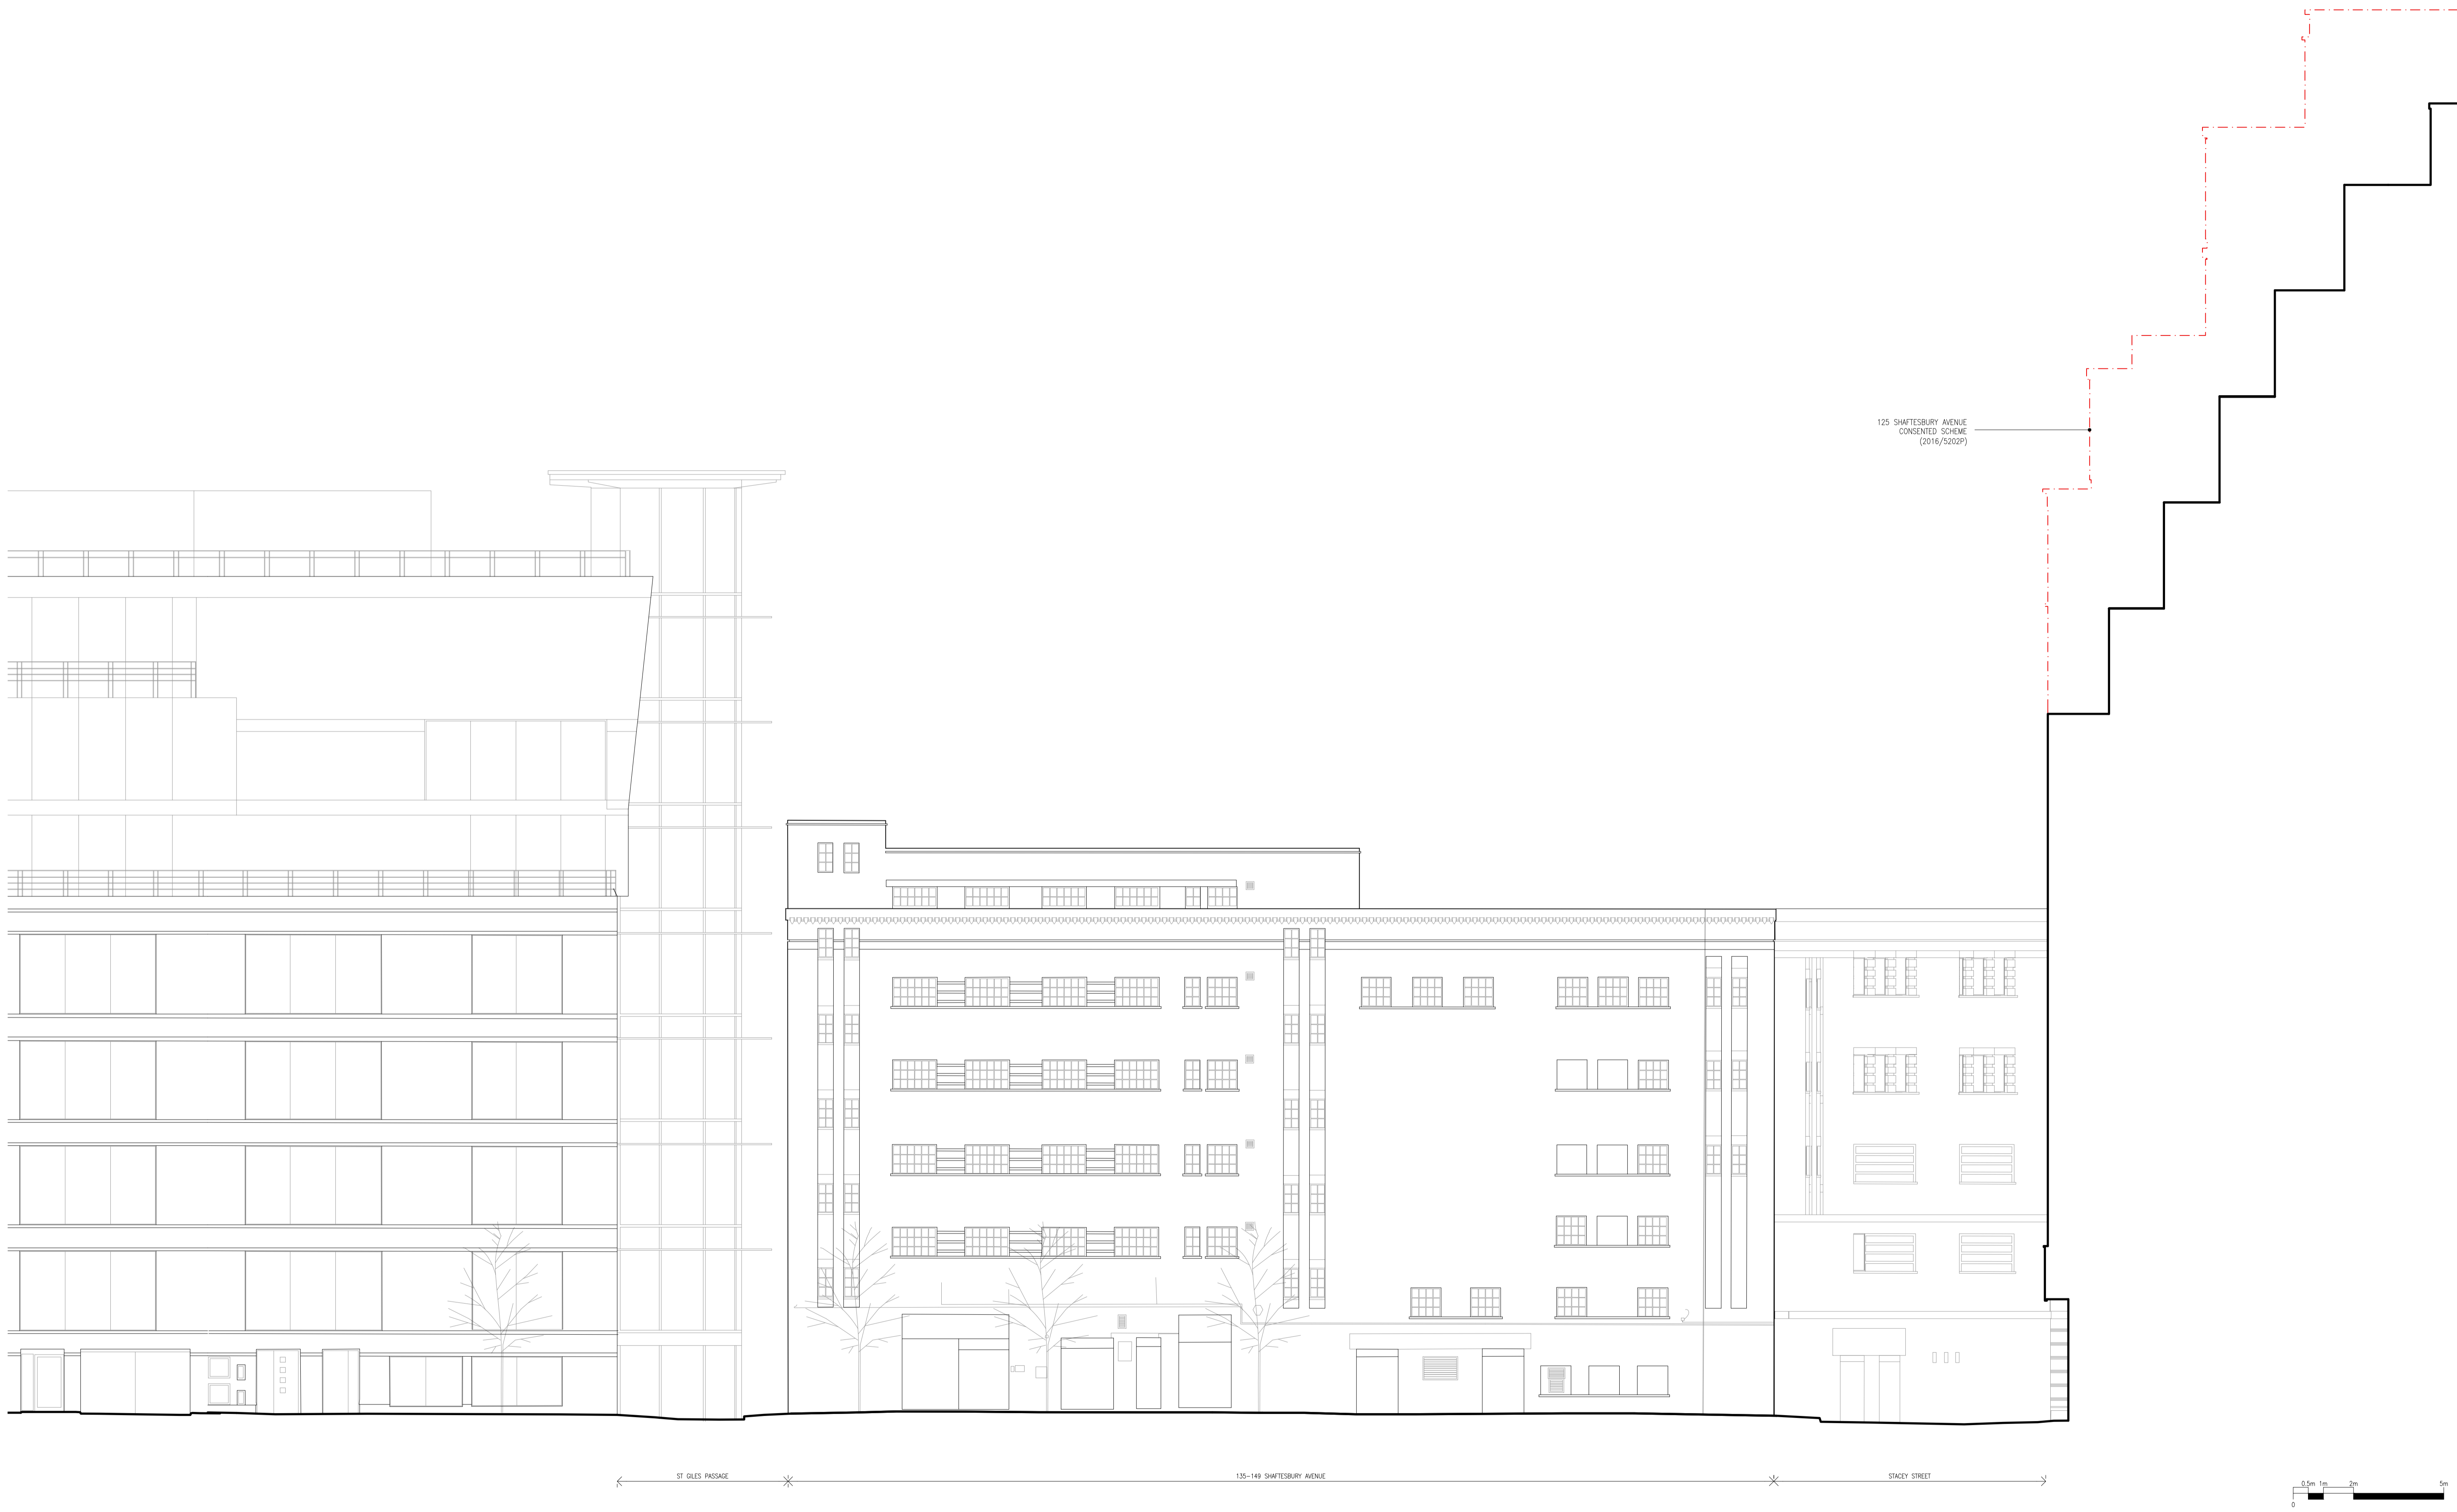 125 SHAFTESBURY AVENUE
CONSENTED SCHEME
(2016/5202P)
ST GILES PASSAGE
135-149 SHAFTESBURY AVENUE
STACEY STREET
0.5m 1m 2m 5m
0